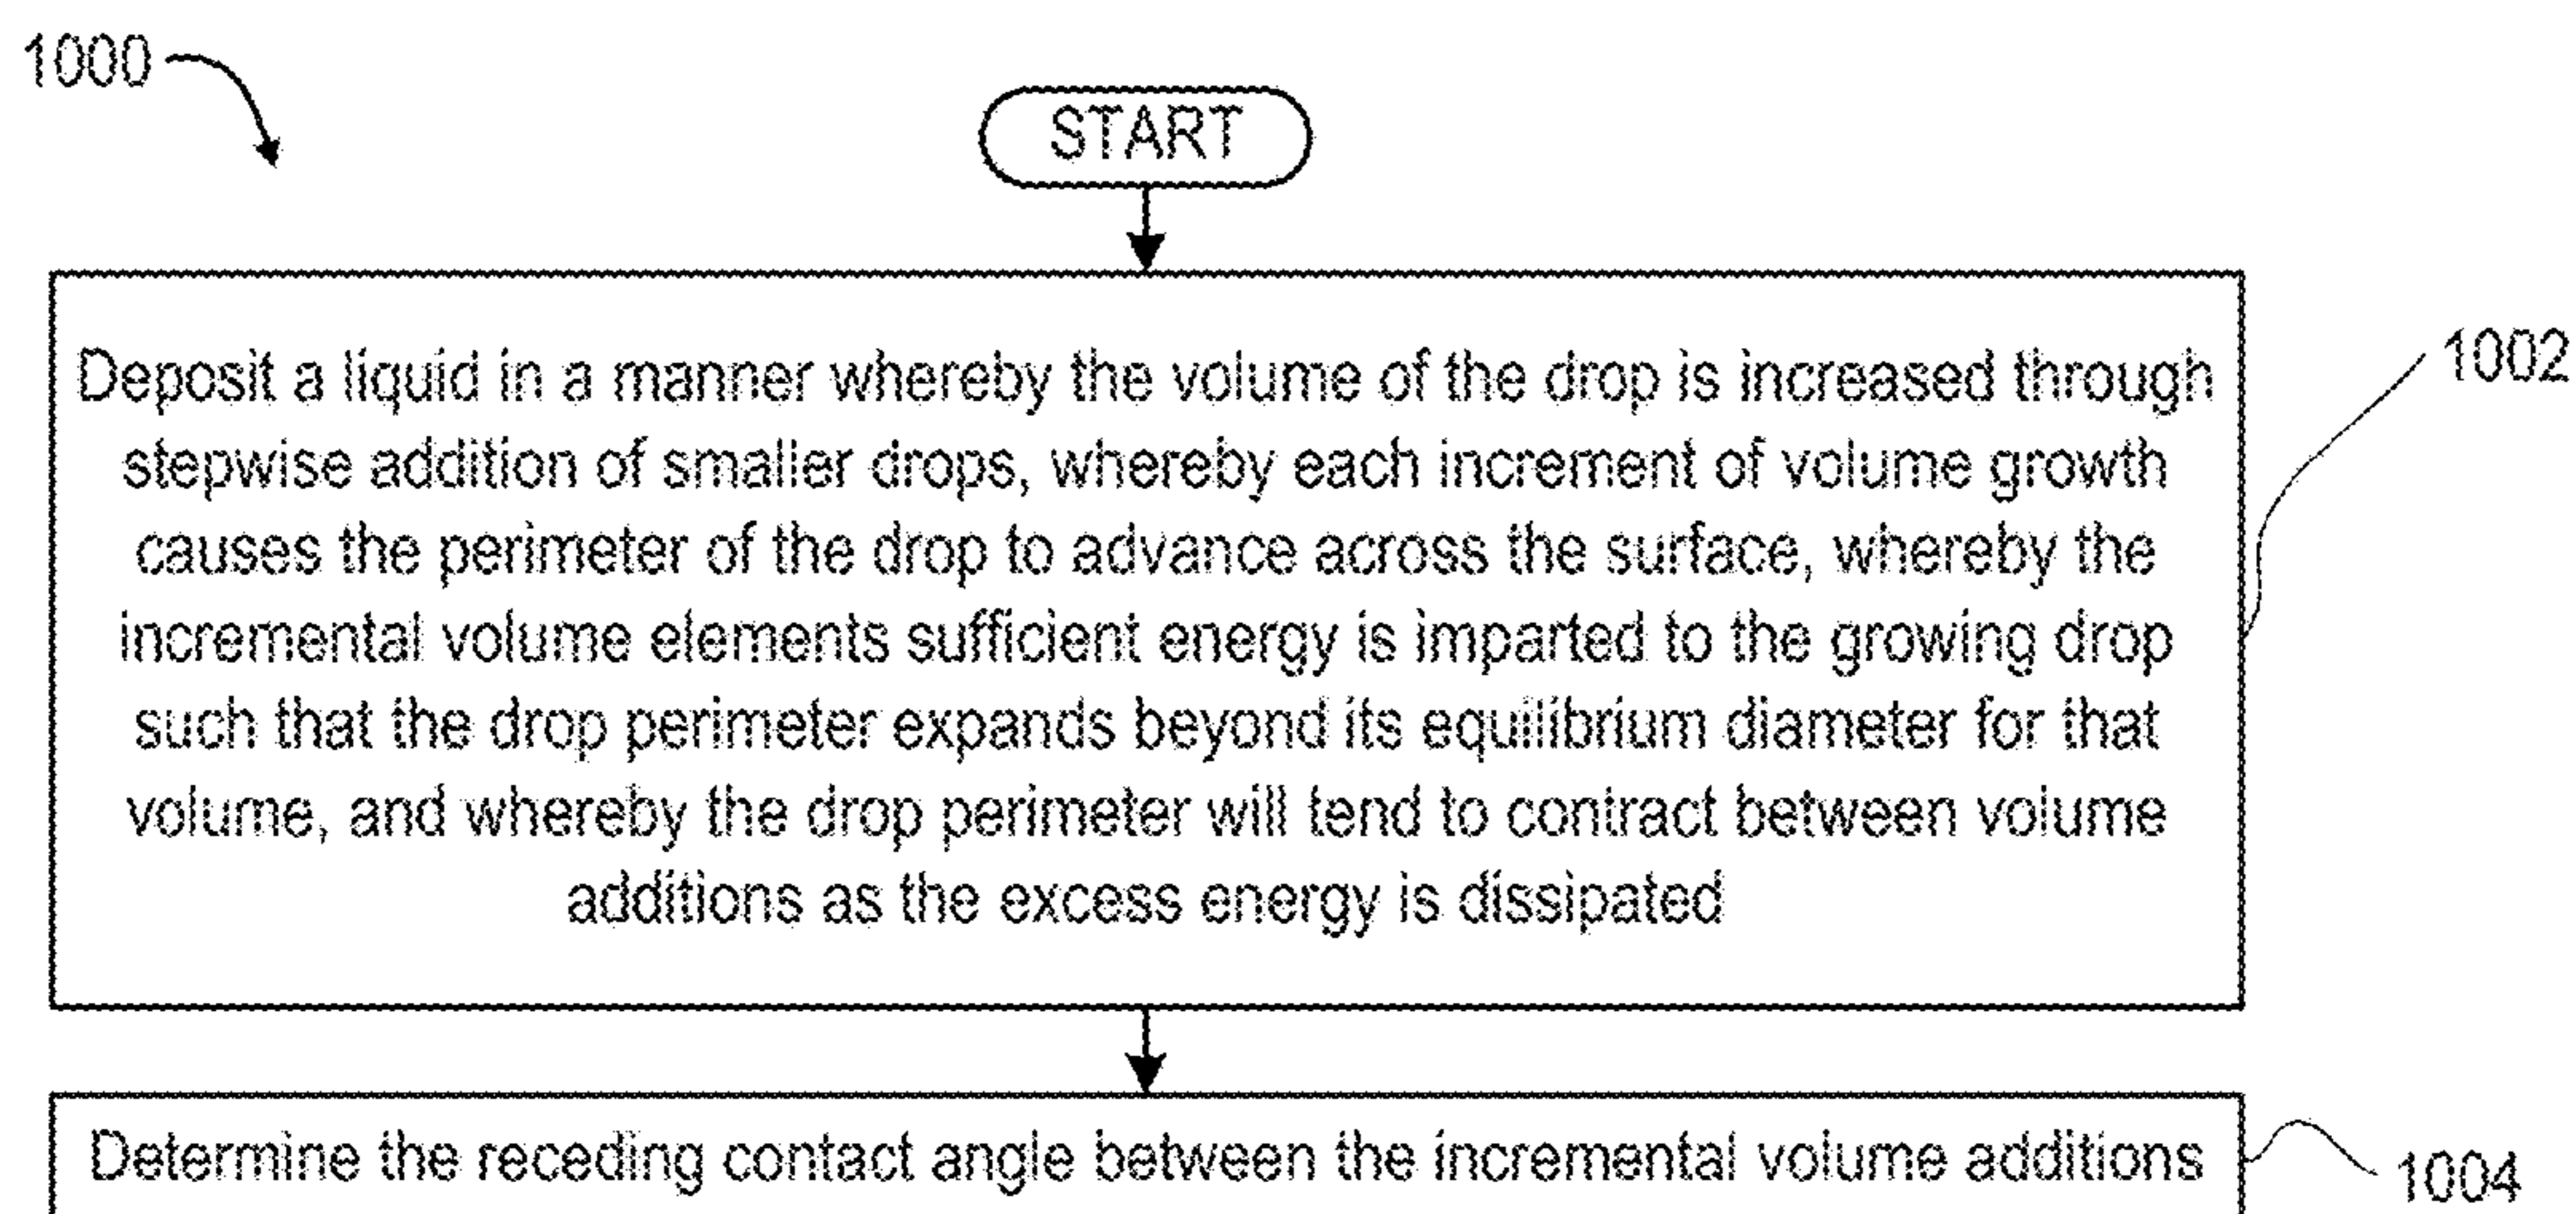 1000
START
Deposit a liquid in a manner whereby the volume of the drop is increased through
stepwise addition of smaller drops, whereby each increment of volume growth
causes the perimeter of the drop to advance across the surface, whereby the
incremental volume elements sufficient energy is imparted to the growing drop
such that the drop perimeter expands beyond its equilibrium diameter for that
volume, and whereby the drop perimeter will tend to contract between volume
additions as the excess energy is dissipated
1002
Determine the receding contact angle between the incremental volume additions
1004